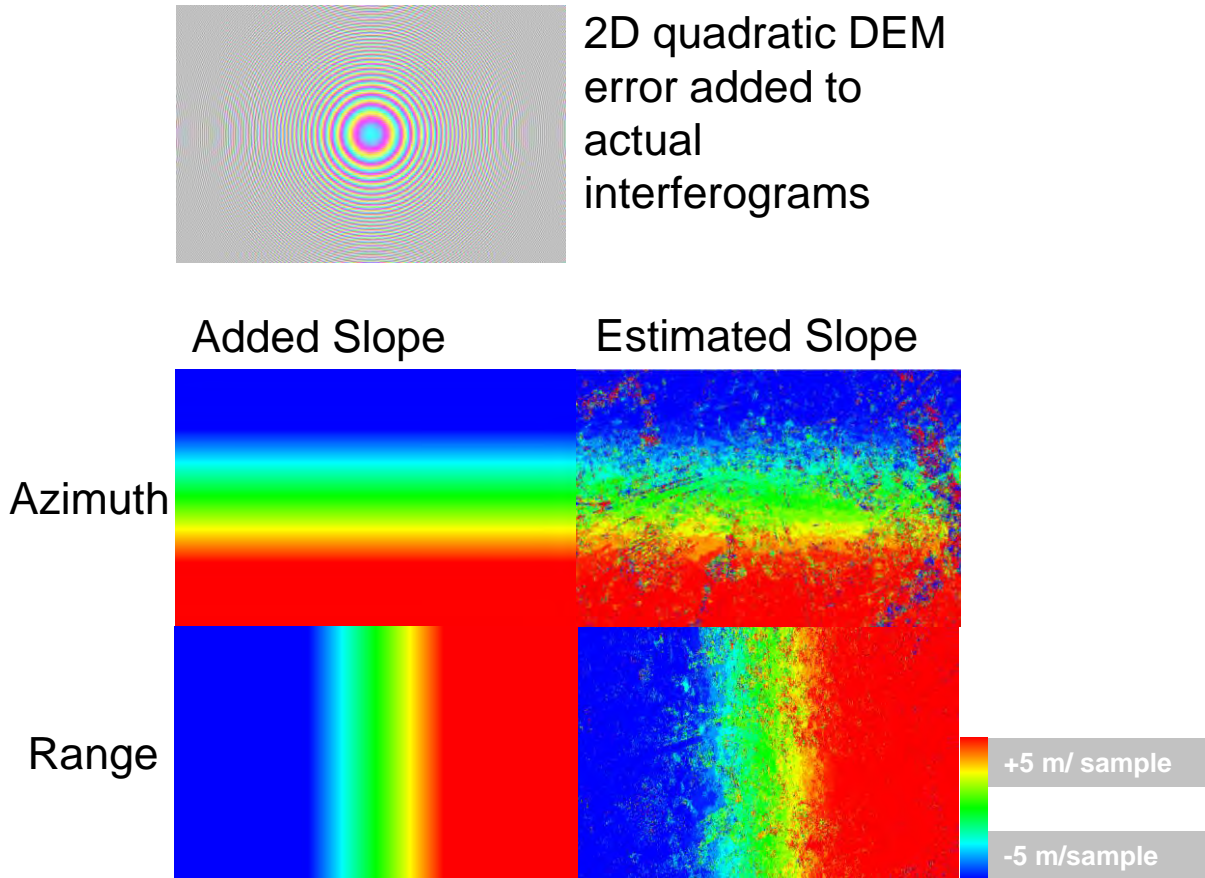 2D quadratic DEM
error added to
actual
interferograms
Added Slope
Estimated Slope
Azimuth
Range
+5 m/ sample
-5 m/sample